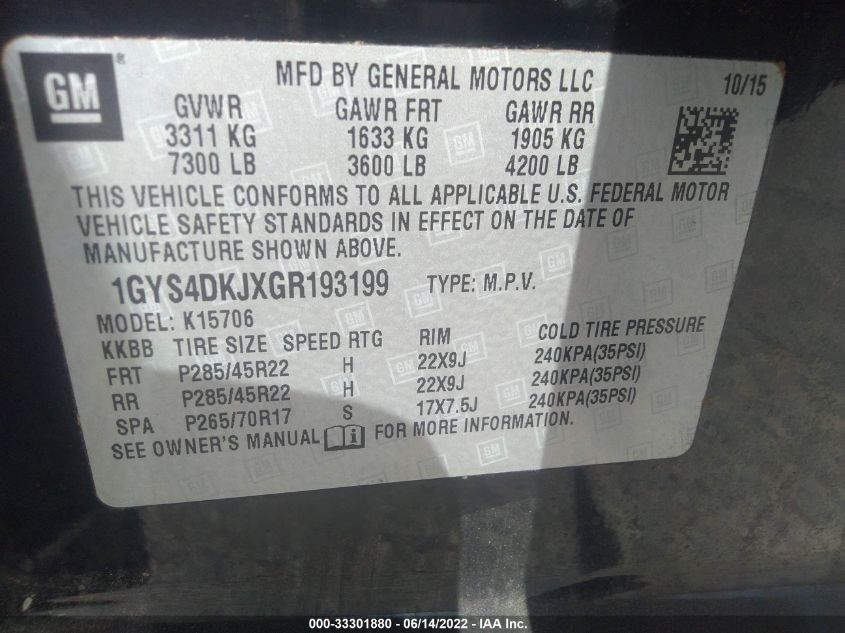 GM
MFD BY GENERAL MOTORS LLC 10/15
GVWR GAWR FRT GAWR RR
3311 KG 1633 KG 1905 KG
7300 LB 3600 LB 4200 LB
THIS VEHICLE CONFORMS TO ALL APPLICABLE U.S. FEDERAL MOTOR
VEHICLE SAFETY STANDARDS IN EFFECT ON THE DATE OF
MANUFACTURE SHOWN ABOVE.
1GYS4DKJXGR193199 TYPE: M.P.V.
MODEL: K15706
KKBB TIRE SIZE SPEED RTG RIM COLD TIRE PRESSURE
FRT P285/45R22 H 22X9J 240KPA(35PSI)
RR P285/45R22 H 22X9J 240KPA(35PSI)
SPA P265/70R17 S 17X7.5J 240KPA(35PSI)
SEE OWNER'S MANUAL FOR MORE INFORMATION.
000-33301880 - 06/14/2022 - IAA Inc.